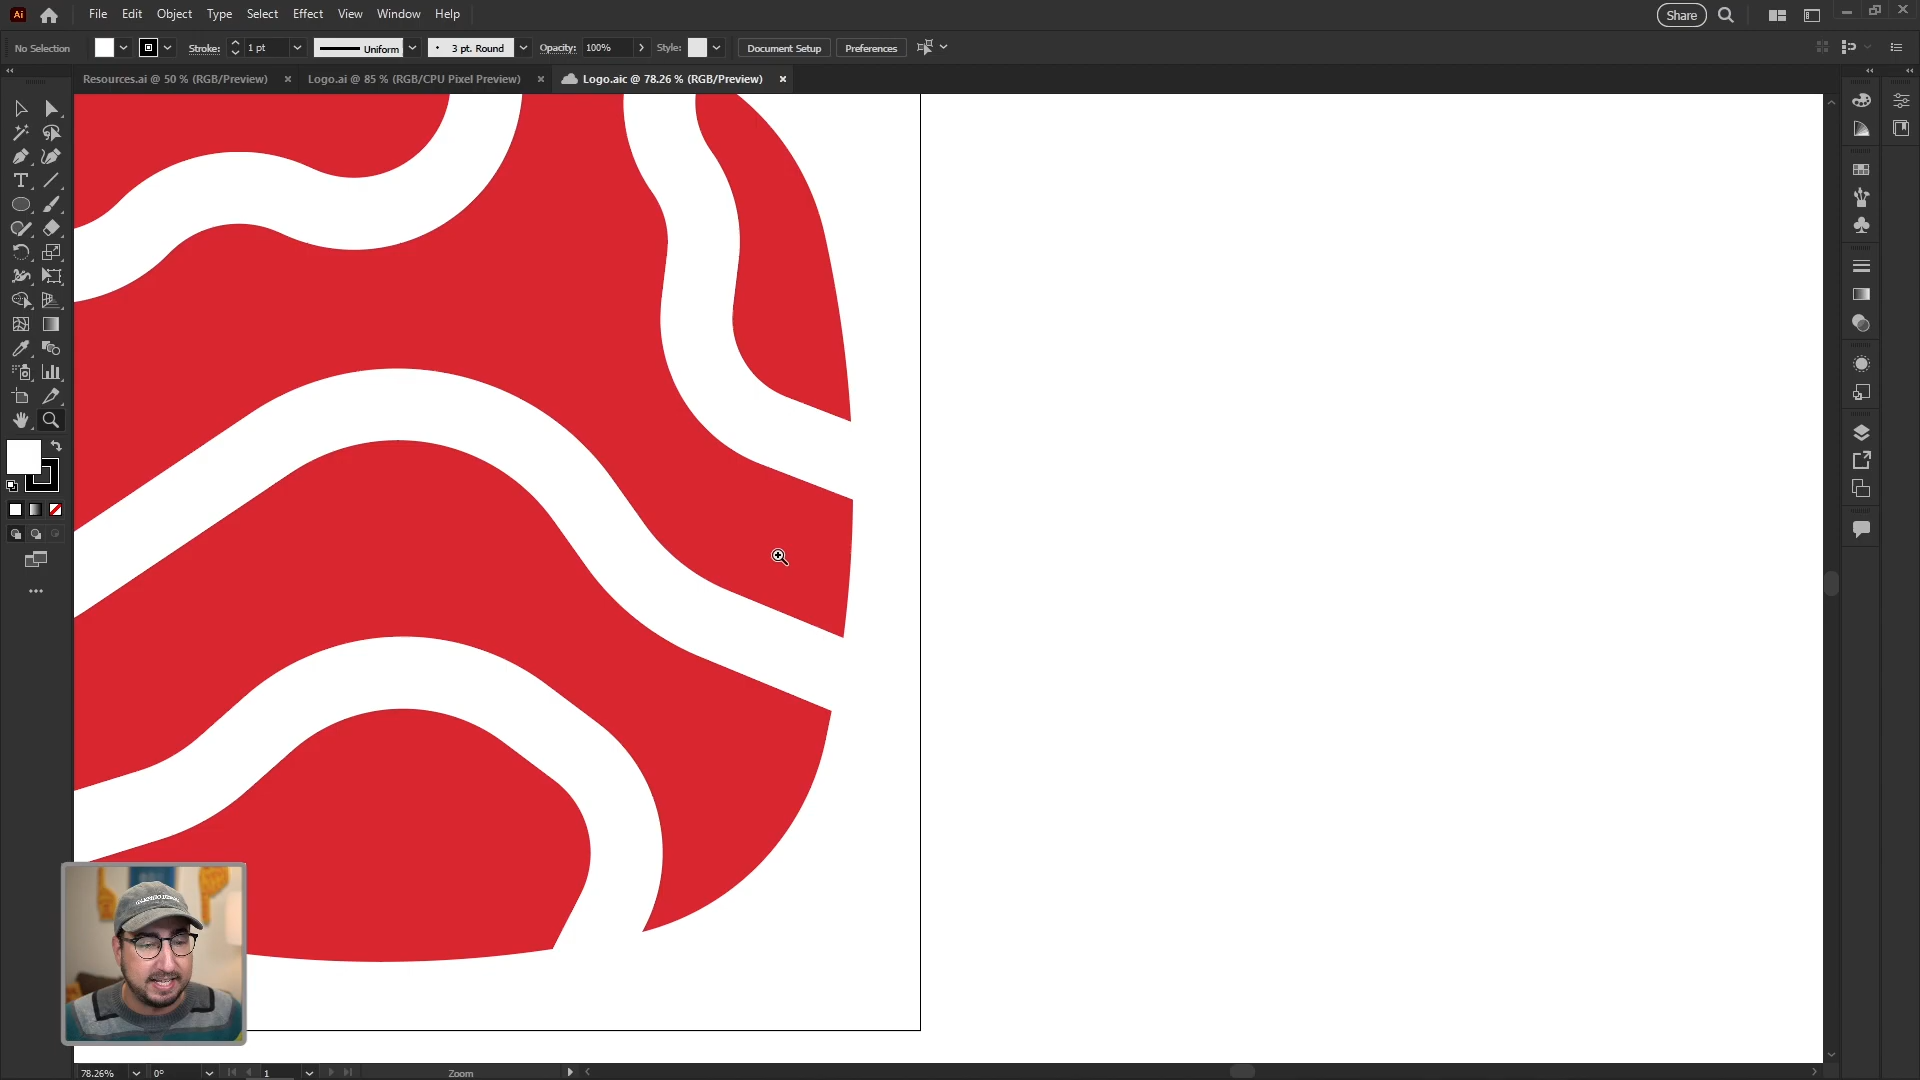 Ai File Edit Object Type Select Effect View Window Help Share
No Selection Stroke: 1 pt Uniform 3 pt. Round Opacity: 100% Style: Document Setup Preferences
Resources.ai @ 50 % (RGB/Preview) Logo.ai @ 85 % (RGB/CPU Pixel Preview) Logo.aic @ 78.26 % (RGB/Preview)
78.26% 0° 1 Zoom